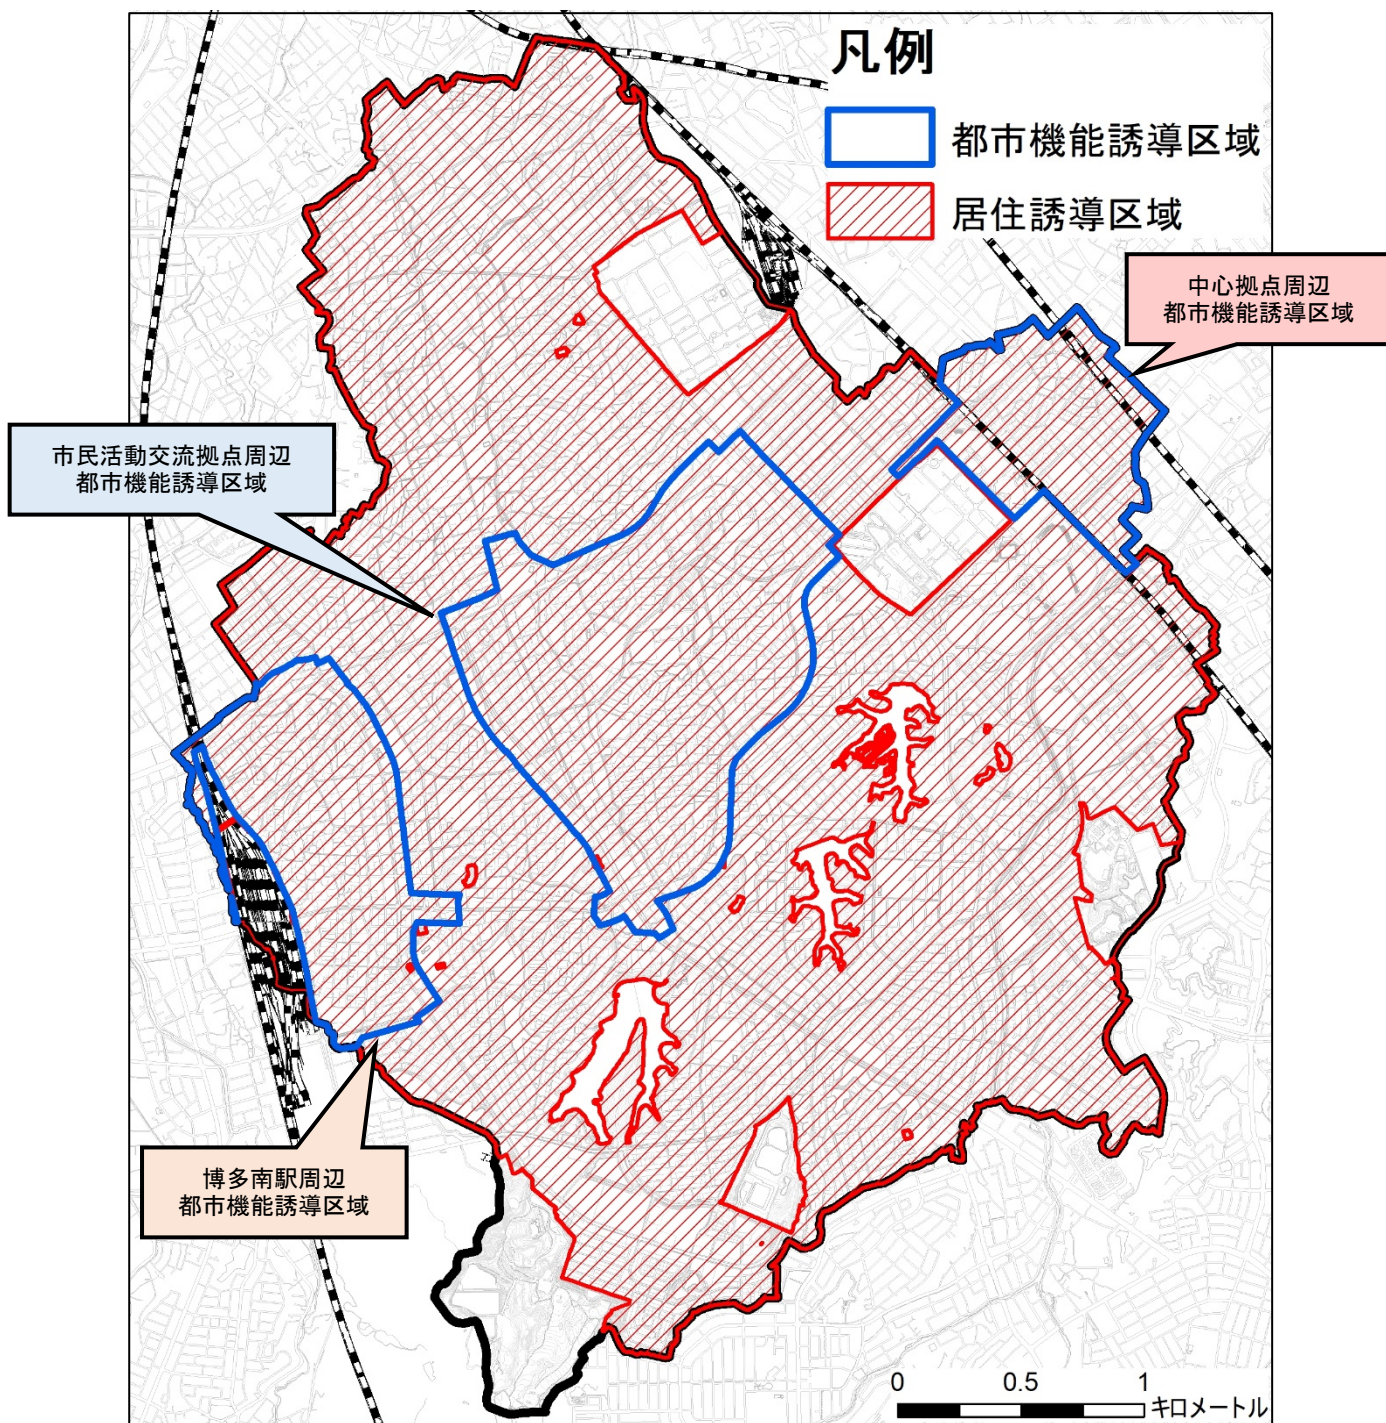 凡例
都市機能誘導区域
居住誘導区域
中心拠点周辺
都市機能誘導区域
市民活動交流拠点周辺
都市機能誘導区域
博多南駅周辺
都市機能誘導区域
0 0.5 1
キロメートル